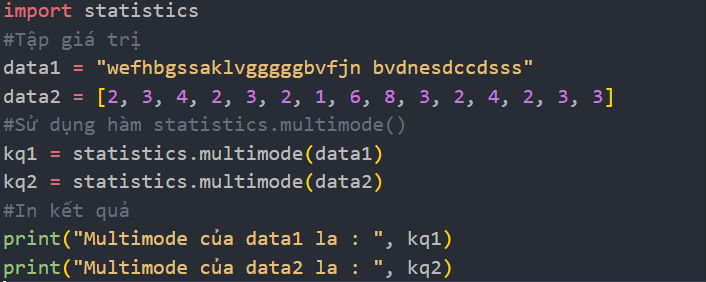 import statistics
#Tập giá trị
data1 = "wefhbgssaklvgggggbvfjn bvdnesdccdsss"
data2 = [2, 3, 4, 2, 3, 2, 1, 6, 8, 3, 2, 4, 2, 3, 3]
#Sử dụng hàm statistics.multimode()
kq1 = statistics.multimode(data1)
kq2 = statistics.multimode(data2)
#In kết quả
print("Multimode của data1 la : ", kq1)
print("Multimode của data2 la : ", kq2)